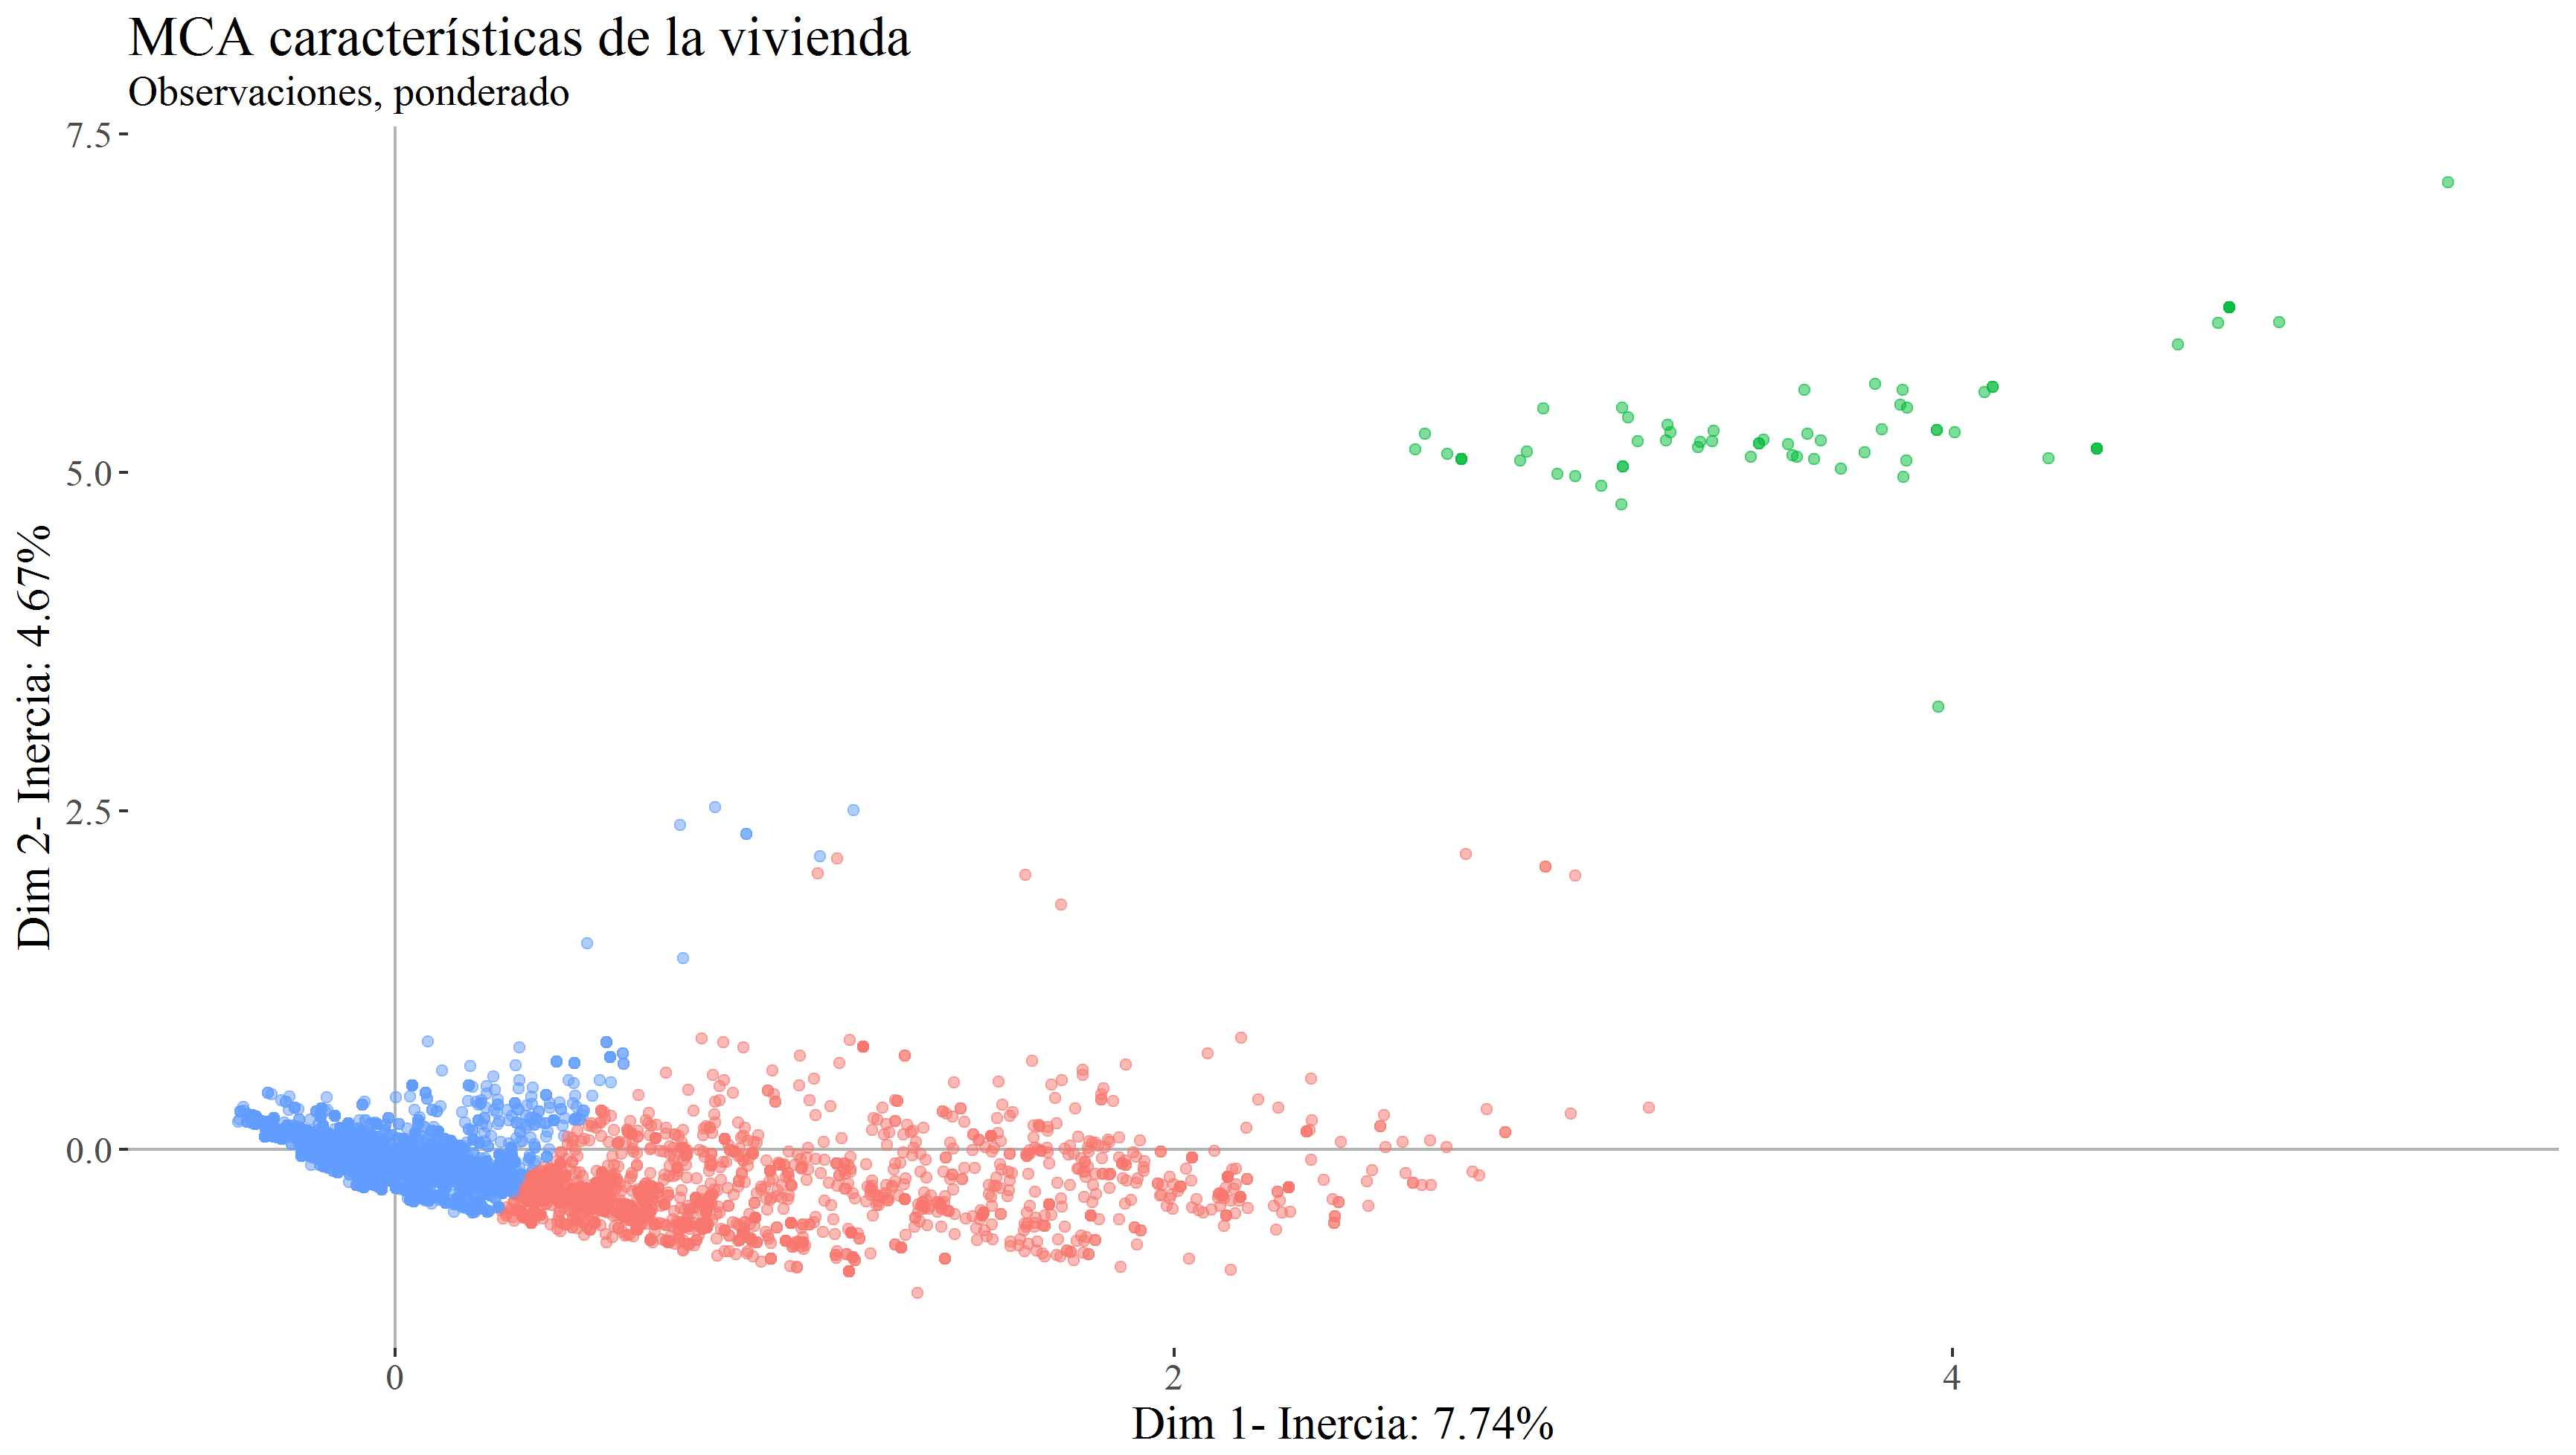 MCA características de la vivienda
Observaciones, ponderado
7.5
5.0
2.5
0.0
Dim 2- Inercia: 4.67%
0
2
4
Dim 1- Inercia: 7.74%